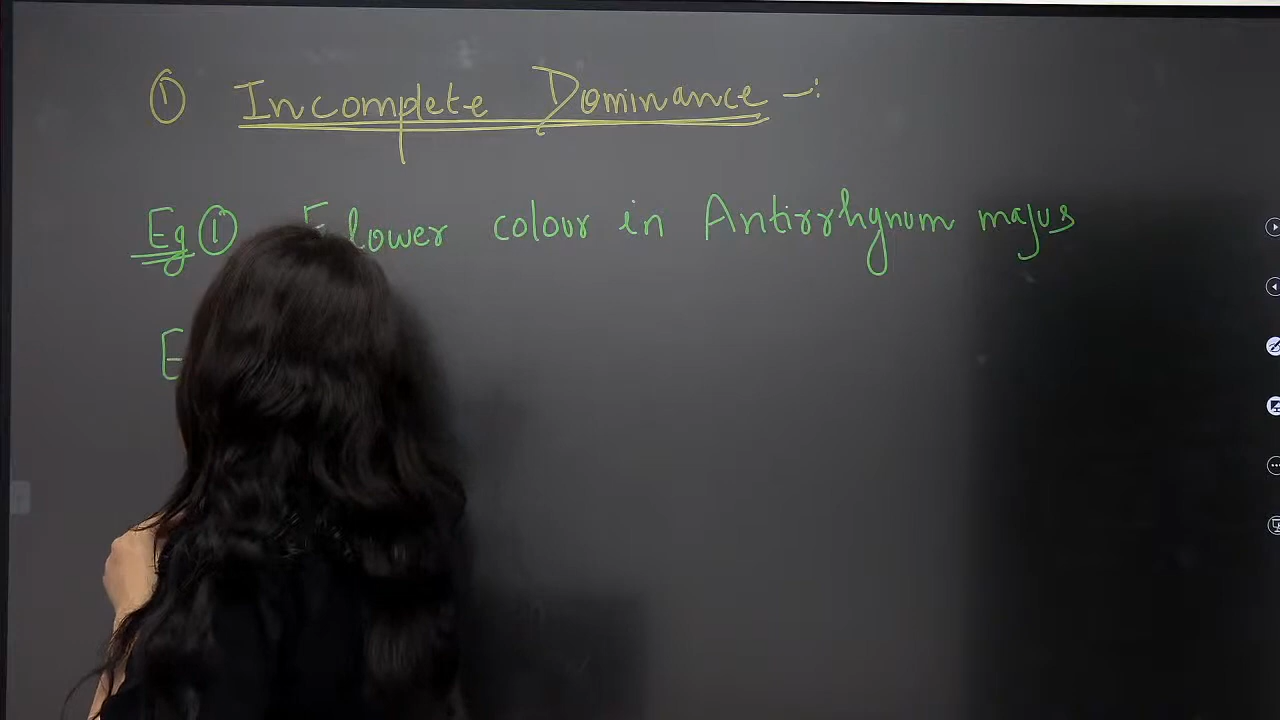 ① Incomplete Dominance -:
Eg ① Flower colour in Antirrhynum majus
E